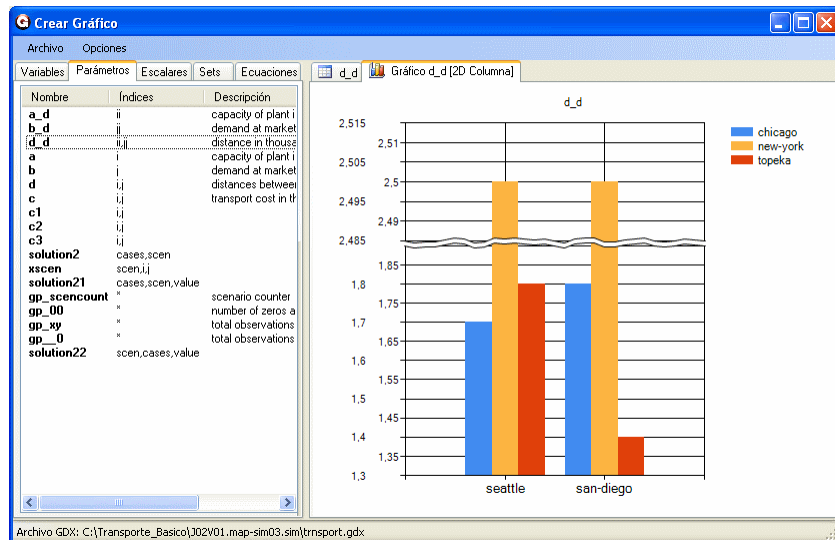 Crear Gráfico
Archivo Opciones
Variables Parámetros Escalares Sets Ecuaciones
Nombre Índices Descripción
a_d ii capacity of plant i
b_d jj demand at market
d_d ii,jj distance in thousa
a i capacity of plant i
b j demand at market
d i,j distances between
c i,j transport cost in th
c1 i,j
c2 i,j
c3 i,j
solution2 cases,scen
xscen scen,i,j
solution21 cases,scen,value
gp_scencount * scenario counter
gp_00 * number of zeros a
gp_xy * total observations
gp__0 * total observations
solution22 scen,cases,value
d_d Gráfico d_d [2D Columna]
d_d
2,515
2,51
2,505
2,5
2,495
2,49
2,485
1,85
1,8
1,75
1,7
1,65
1,6
1,55
1,5
1,45
1,4
1,35
1,3
seattle san-diego
chicago
new-york
topeka
Archivo GDX: C:\Transporte_Basico\J02V01.map-sim03.sim\trnsport.gdx